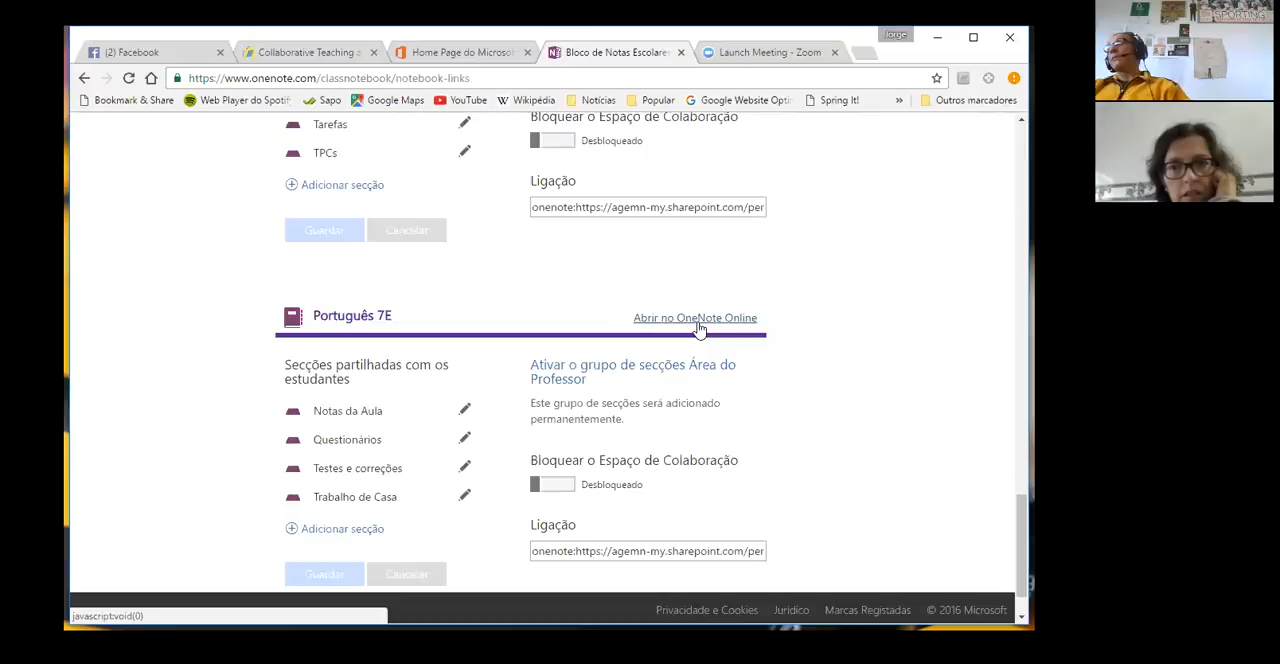 Jorge
(2) Facebook
Collaborative Teaching a
Home Page do Microso
Bloco de Notas Escolares
Launch Meeting - Zoom
https://www.onenote.com/classnotebook/notebook-links
Bookmark & Share
Web Player do Spotify
Sapo
Google Maps
YouTube
Wikipédia
Notícias
Popular
Google Website Opti
Spring It!
»
Outros marcadores
Tarefas
TPCs
Adicionar secção
Guardar
Cancelar
Bloquear o Espaço de Colaboração
Desbloqueado
Ligação
onenote:https://agemn-my.sharepoint.com/per
Português 7E
Abrir no OneNote Online
Secções partilhadas com os
estudantes
Notas da Aula
Questionários
Testes e correções
Trabalho de Casa
Adicionar secção
Guardar
Cancelar
Ativar o grupo de secções Área do
Professor
Este grupo de secções será adicionado
permanentemente.
Bloquear o Espaço de Colaboração
Desbloqueado
Ligação
onenote:https://agemn-my.sharepoint.com/per
javascript:void(0)
Privacidade e Cookies
Jurídico
Marcas Registadas
© 2016 Microsoft
SPORTING